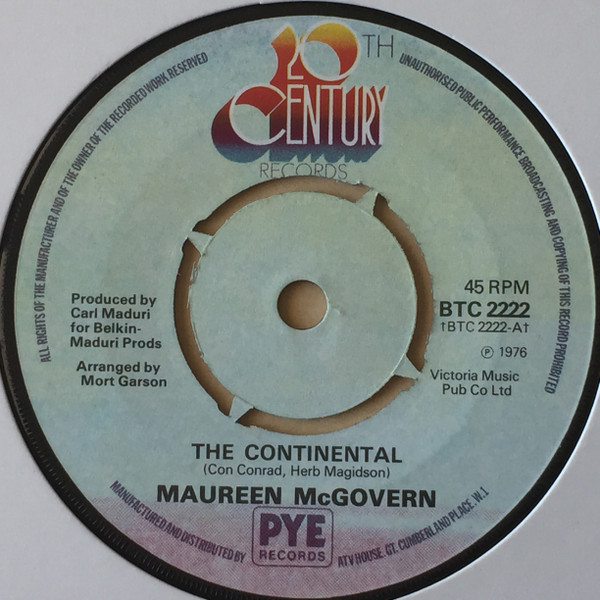 20TH
CENTURY
RECORDS
ALL RIGHTS OF THE MANUFACTURER AND OF THE OWNER OF THE RECORDED WORK RESERVED
UNAUTHORISED PUBLIC PERFORMANCE BROADCASTING AND COPYING OF THIS RECORD PROHIBITED
Produced by
Carl Maduri
for Belkin-
Maduri Prods
Arranged by
Mort Garson
45 RPM
BTC 2222
†BTC 2222-A†
Ⓟ 1976
Victoria Music
Pub Co Ltd
THE CONTINENTAL
(Con Conrad, Herb Magidson)
MAUREEN McGOVERN
MANUFACTURED AND DISTRIBUTED BY
PYE
RECORDS
ATV HOUSE. GT. CUMBERLAND PLACE. W.1